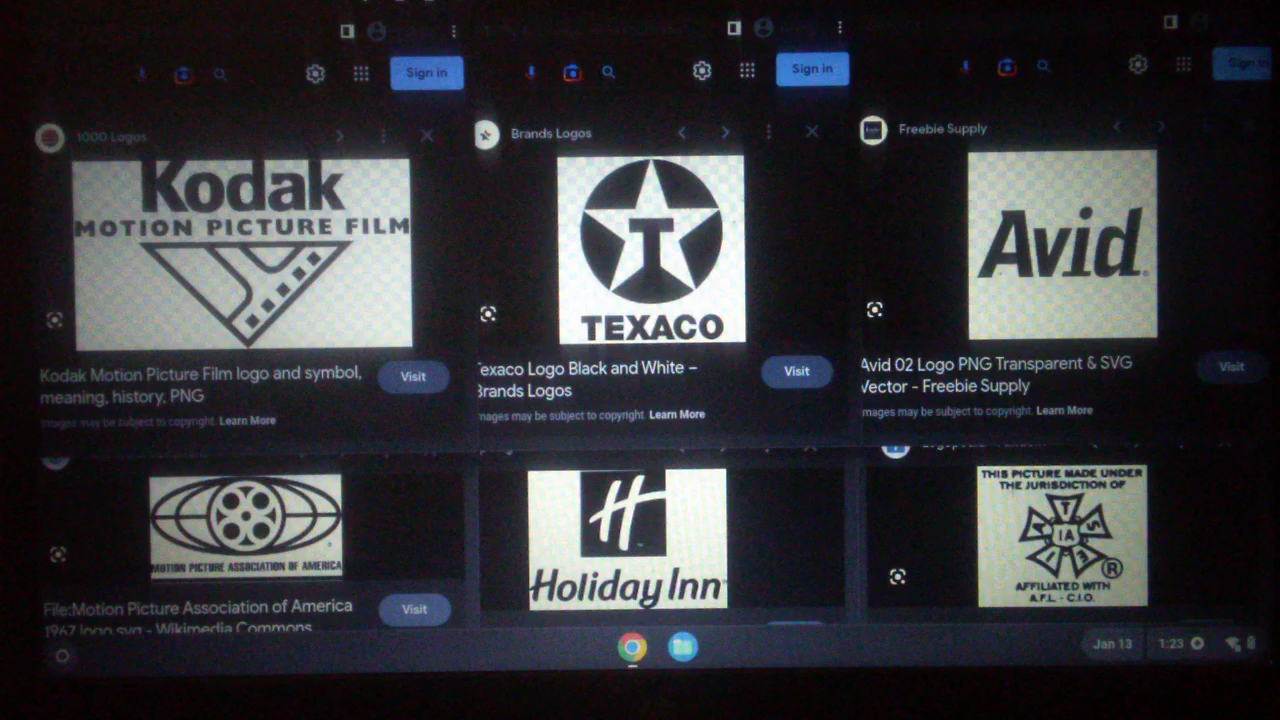 Sign in
Sign in
Sign in
1000 Logos
Brands Logos
Freebie Supply
Kodak
MOTION PICTURE FILM
T
TEXACO
Avid
Kodak Motion Picture Film logo and symbol,
meaning, history, PNG
Visit
Images may be subject to copyright. Learn More
Texaco Logo Black and White –
Brands Logos
Visit
Images may be subject to copyright. Learn More
Avid 02 Logo PNG Transparent & SVG
Vector - Freebie Supply
Visit
Images may be subject to copyright. Learn More
MOTION PICTURE ASSOCIATION OF AMERICA
File:Motion Picture Association of America
1967 logo.svg - Wikimedia Commons
Visit
H
Holiday Inn
THIS PICTURE MADE UNDER
THE JURISDICTION OF
I A T S E
IA
®
AFFILIATED WITH
A.F.L. - C.I.O.
Jan 13
1:23